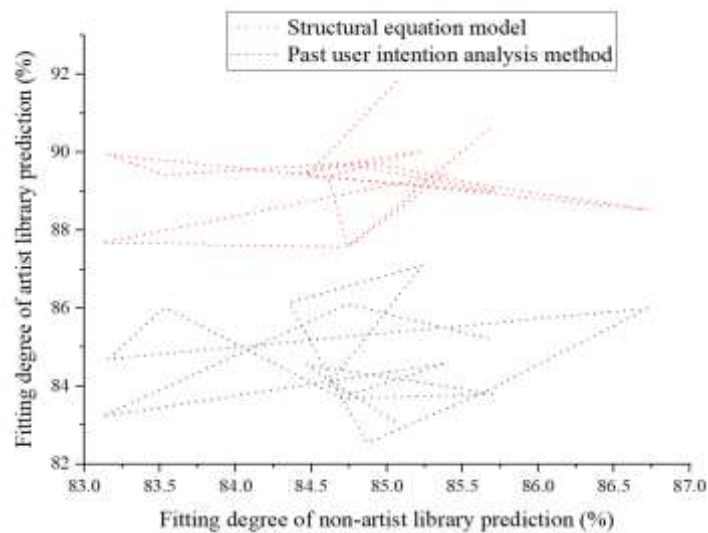 Structural equation model
Past user intention analysis method
Fitting degree of artist library prediction (%)
92
90
88
86
84
82
83.0 83.5 84.0 84.5 85.0 85.5 86.0 86.5 87.0
Fitting degree of non-artist library prediction (%)